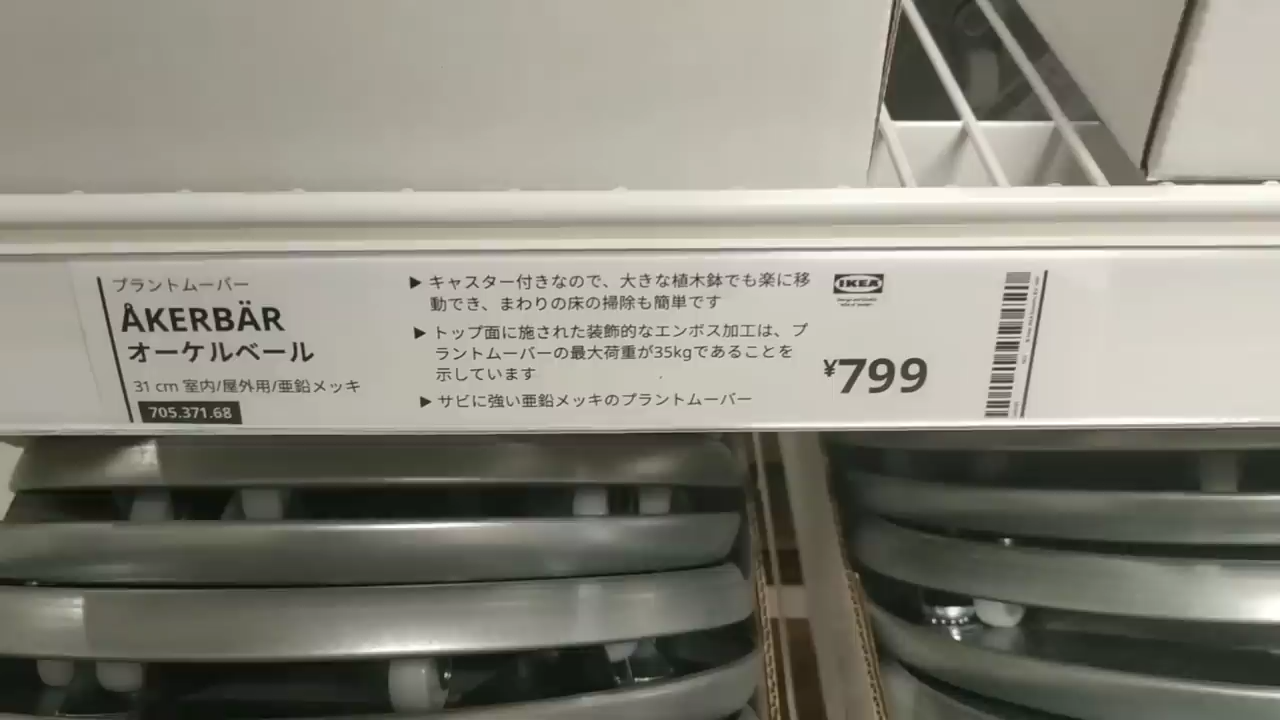 プラントムーバー
ÅKERBÄR
オーケルベール
31 cm 室内/屋外用/亜鉛メッキ
705.371.68
▶ キャスター付きなので、大きな植木鉢でも楽に移
動でき、まわりの床の掃除も簡単です
▶ トップ面に施された装飾的なエンボス加工は、プ
ラントムーバーの最大荷重が35kgであることを
示しています
▶ サビに強い亜鉛メッキのプラントムーバー
IKEA
¥799